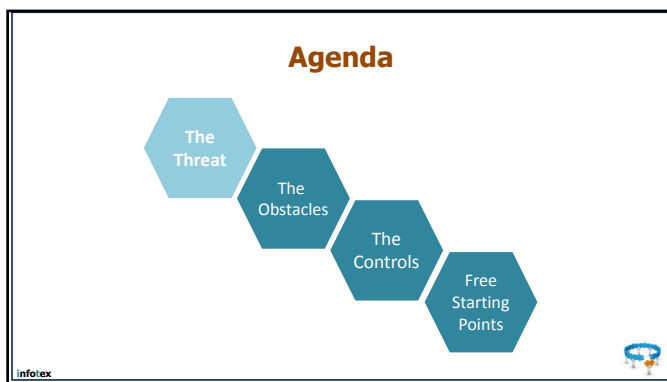 Agenda
The
Threat
The
Obstacles
The
Controls
Free
Starting
Points
infotex